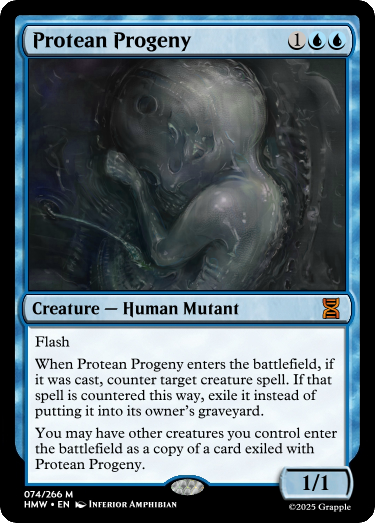 Protean Progeny 1
Creature — Human Mutant
Flash
When Protean Progeny enters the battlefield, if
it was cast, counter target creature spell. If that
spell is countered this way, exile it instead of
putting it into its owner's graveyard.
You may have other creatures you control enter
the battlefield as a copy of a card exiled with
Protean Progeny.
1/1
074/266 M
HMW • EN Inferior Amphibian
©2025 Grapple